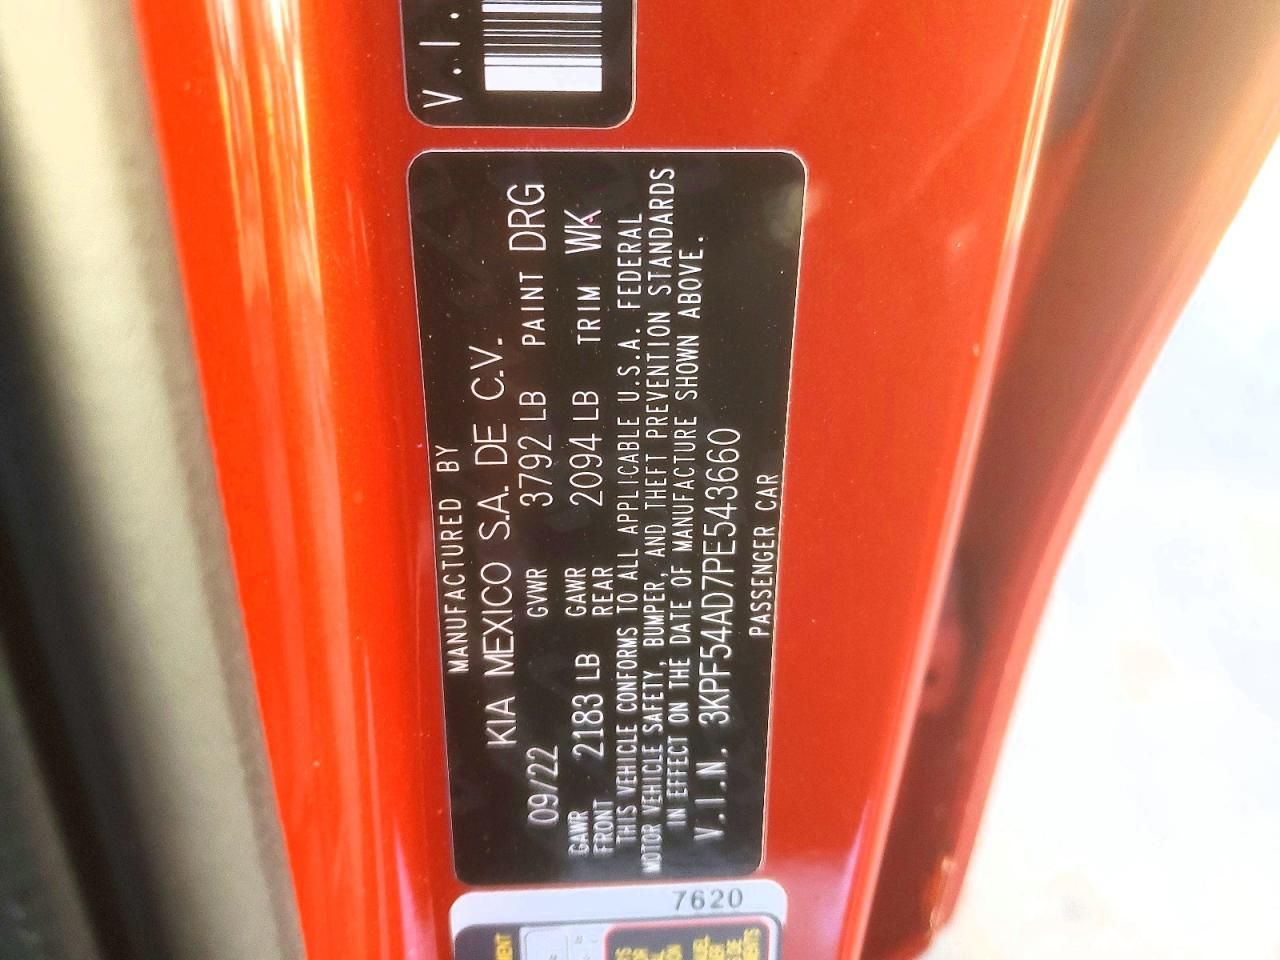 V.I.
MANUFACTURED BY
KIA MEXICO S.A. DE C.V.
09/22 GVWR 3792 LB PAINT DRG
GAWR FRONT 2183 LB GAWR REAR 2094 LB TRIM WK
THIS VEHICLE CONFORMS TO ALL APPLICABLE U.S.A. FEDERAL
MOTOR VEHICLE SAFETY, BUMPER, AND THEFT PREVENTION STANDARDS
IN EFFECT ON THE DATE OF MANUFACTURE SHOWN ABOVE.
V.I.N. 3KPF54AD7PE543660
PASSENGER CAR
7620